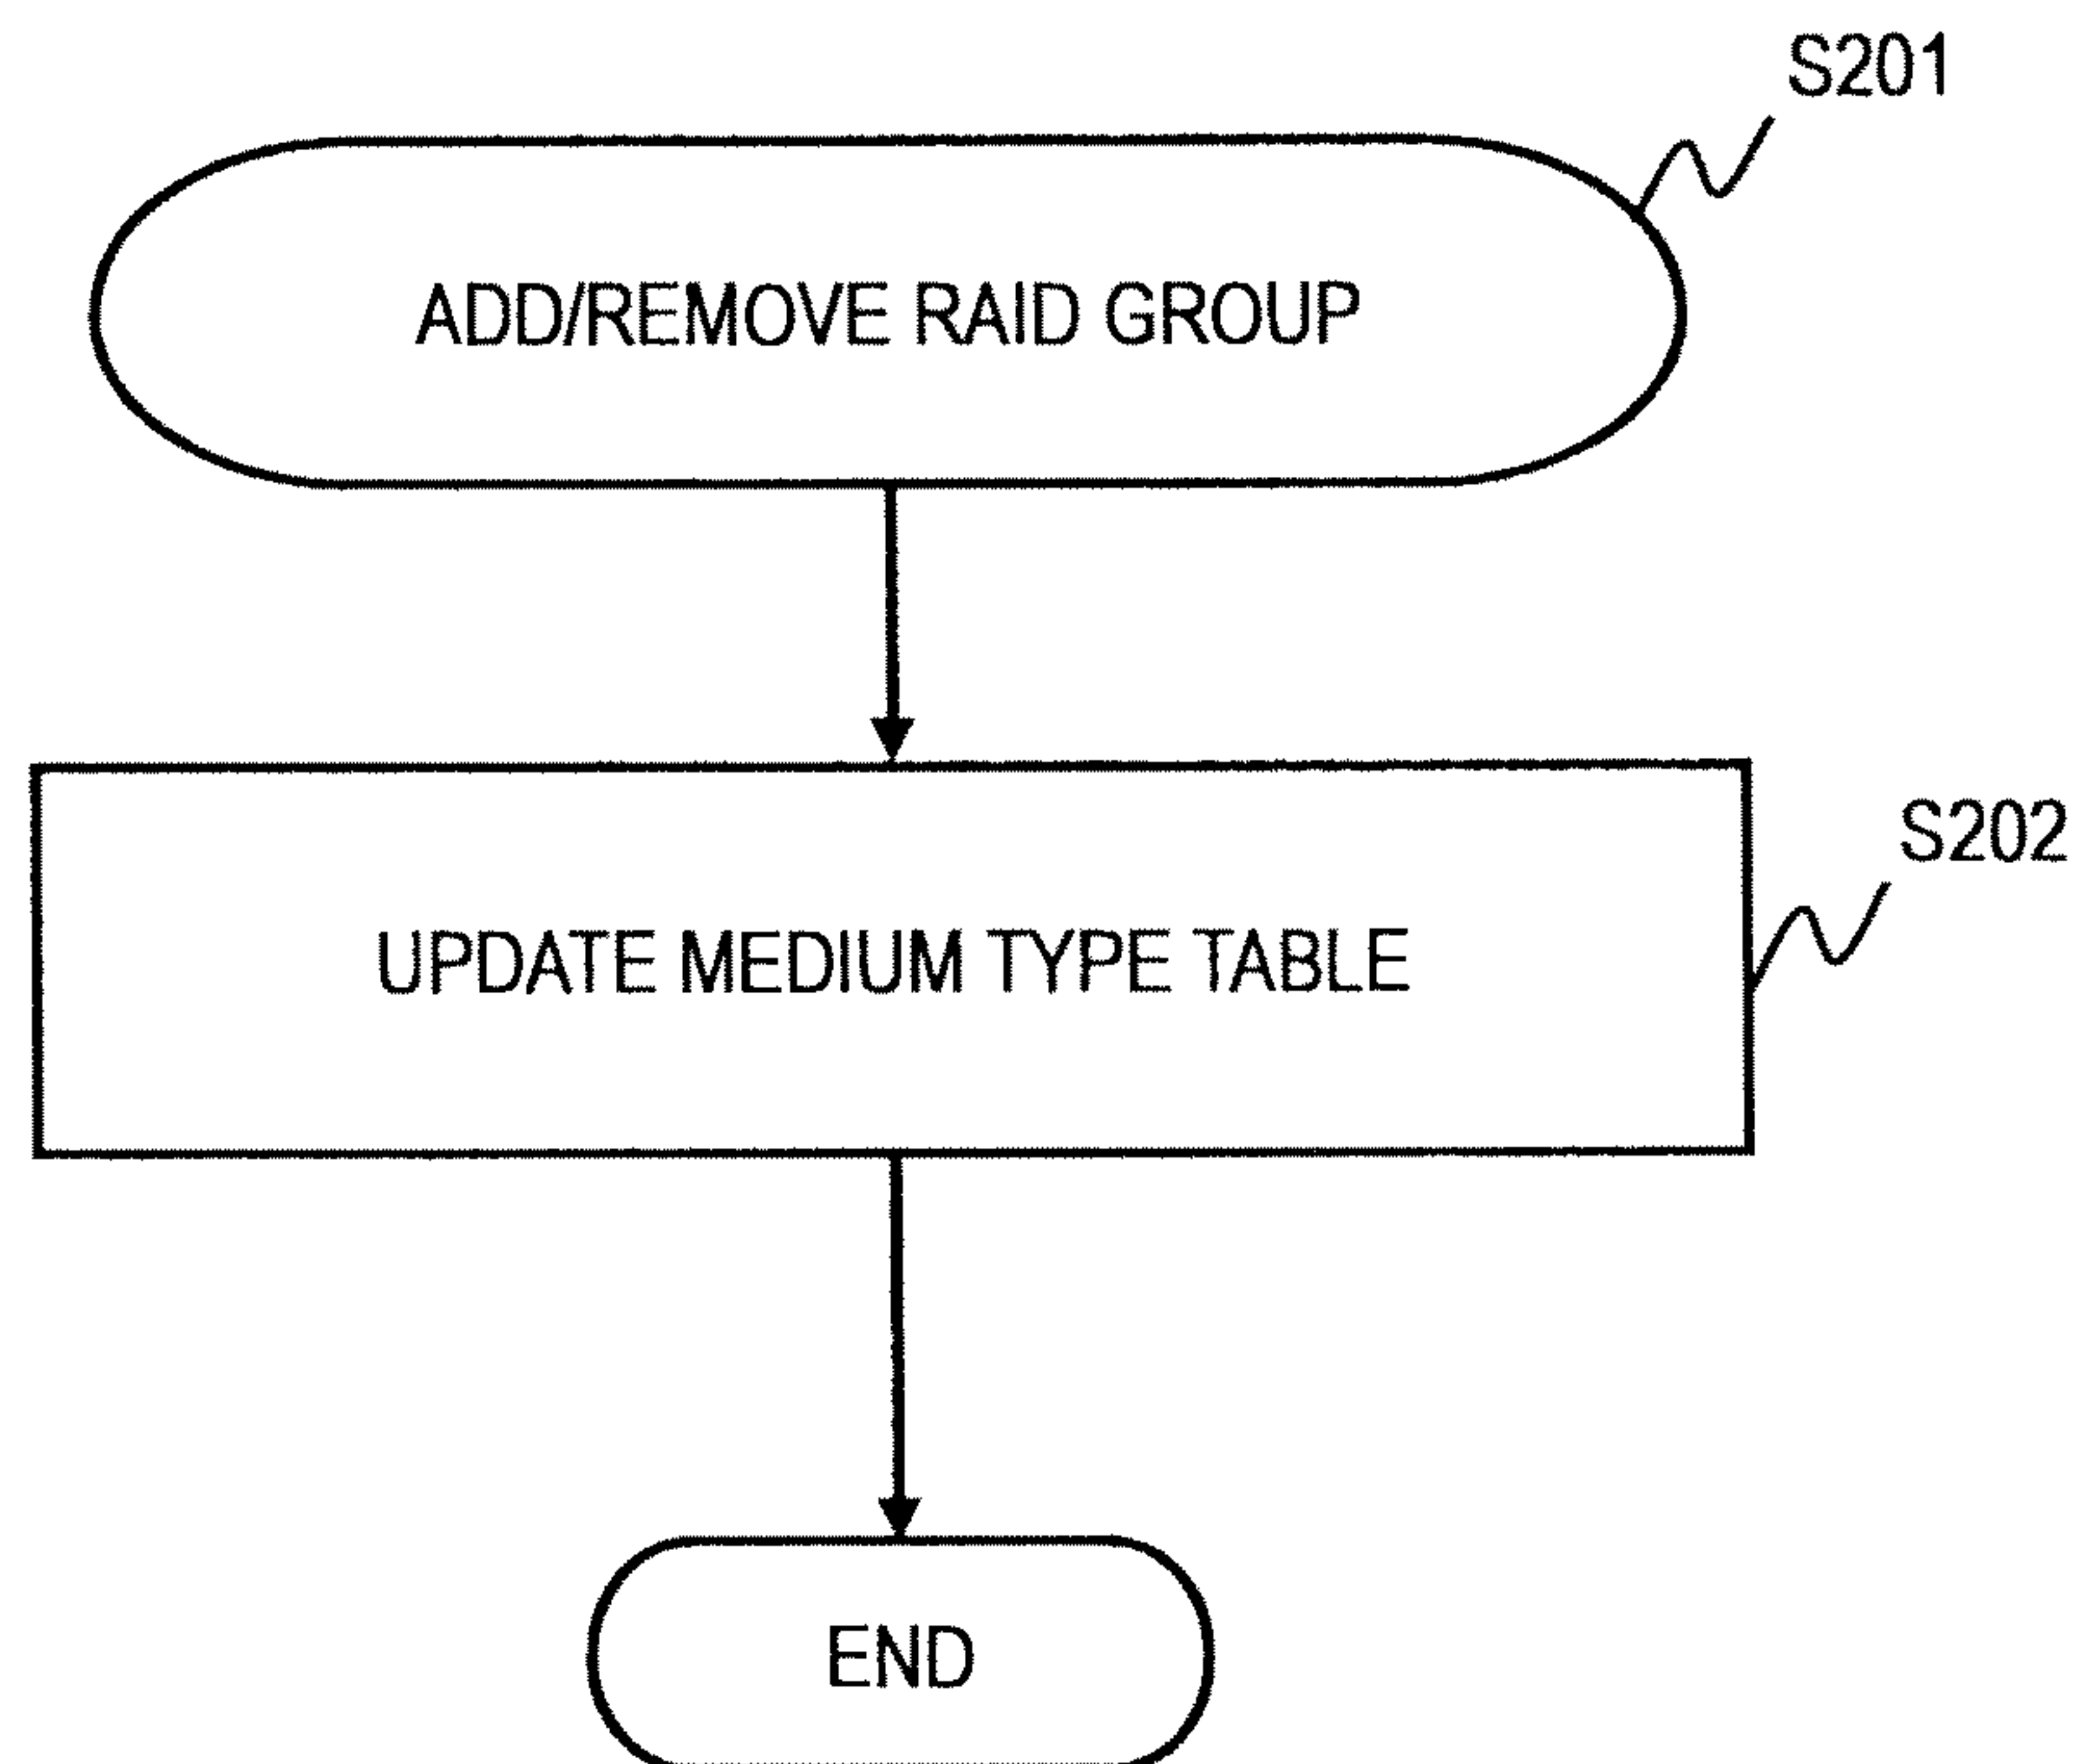 S201
ADD/REMOVE RAID GROUP
S202
UPDATE MEDIUM TYPE TABLE
END